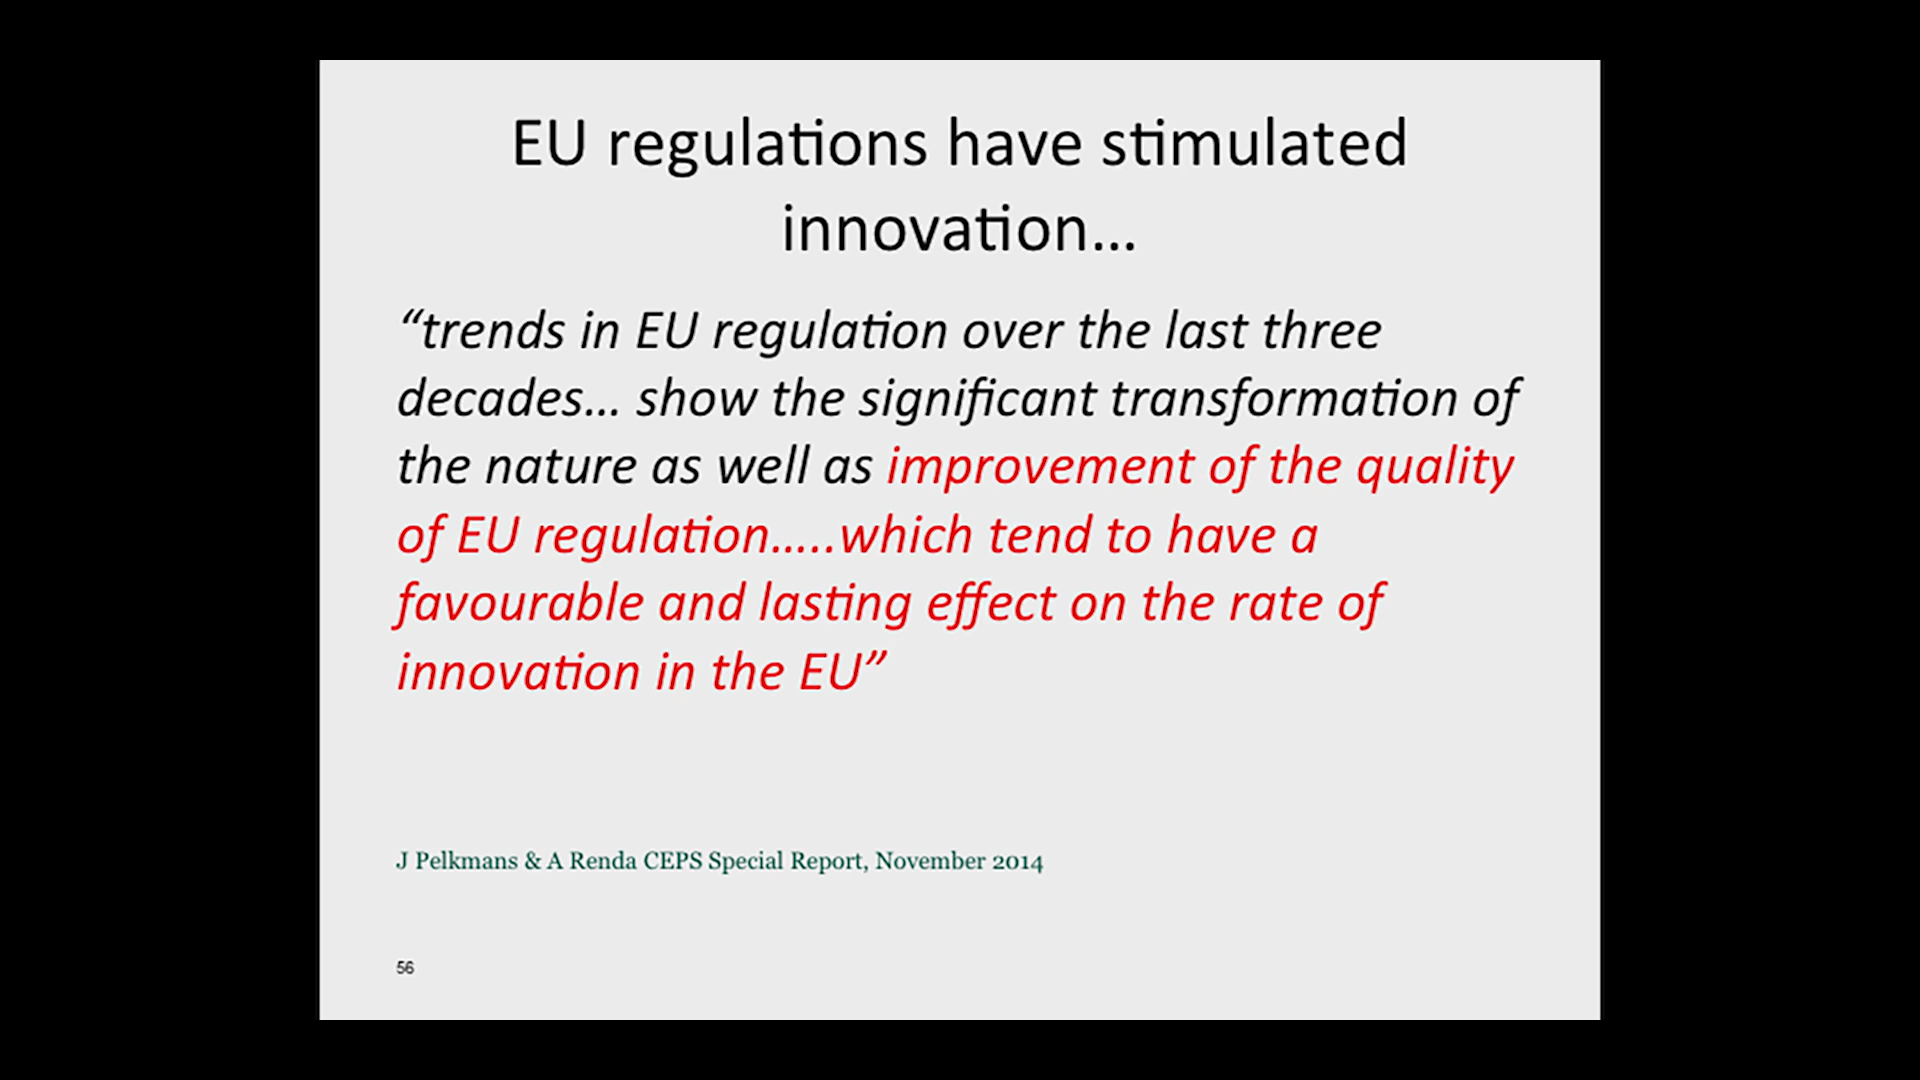 EU regulations have stimulated
innovation...
“trends in EU regulation over the last three
decades... show the significant transformation of
the nature as well as improvement of the quality
of EU regulation.....which tend to have a
favourable and lasting effect on the rate of
innovation in the EU”
J Pelkmans & A Renda CEPS Special Report, November 2014
56